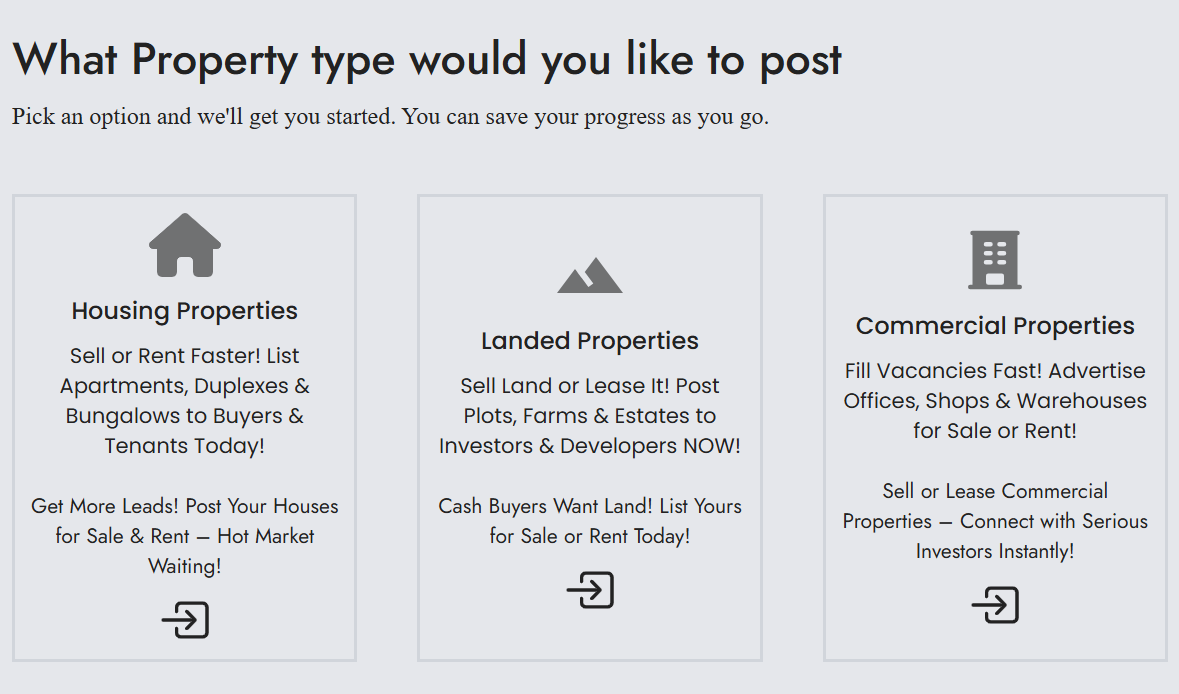 What Property type would you like to post
Pick an option and we'll get you started. You can save your progress as you go.
Housing Properties
Sell or Rent Faster! List
Apartments, Duplexes &
Bungalows to Buyers &
Tenants Today!
Get More Leads! Post Your Houses
for Sale & Rent – Hot Market
Waiting!
Landed Properties
Sell Land or Lease It! Post
Plots, Farms & Estates to
Investors & Developers NOW!
Cash Buyers Want Land! List Yours
for Sale or Rent Today!
Commercial Properties
Fill Vacancies Fast! Advertise
Offices, Shops & Warehouses
for Sale or Rent!
Sell or Lease Commercial
Properties – Connect with Serious
Investors Instantly!